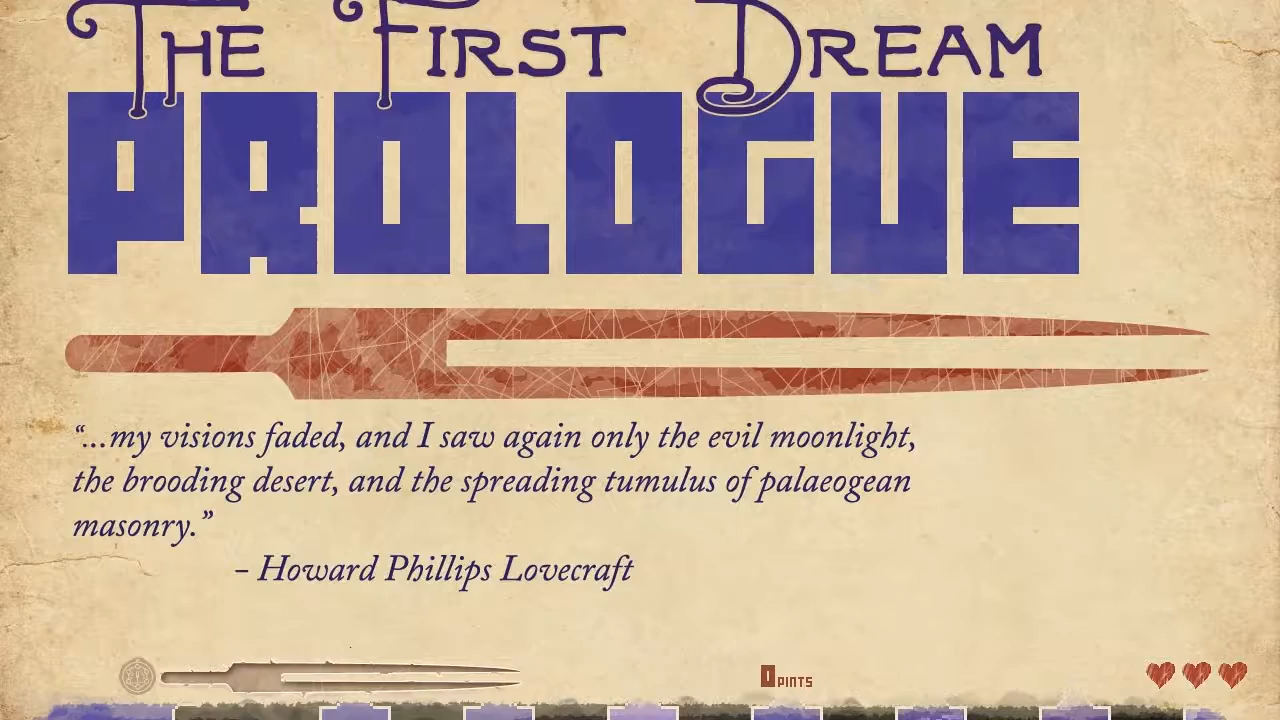 The First Dream
PROLOGUE
“...my visions faded, and I saw again only the evil moonlight,
the brooding desert, and the spreading tumulus of palaeogean
masonry.”
– Howard Phillips Lovecraft
0 PINTS